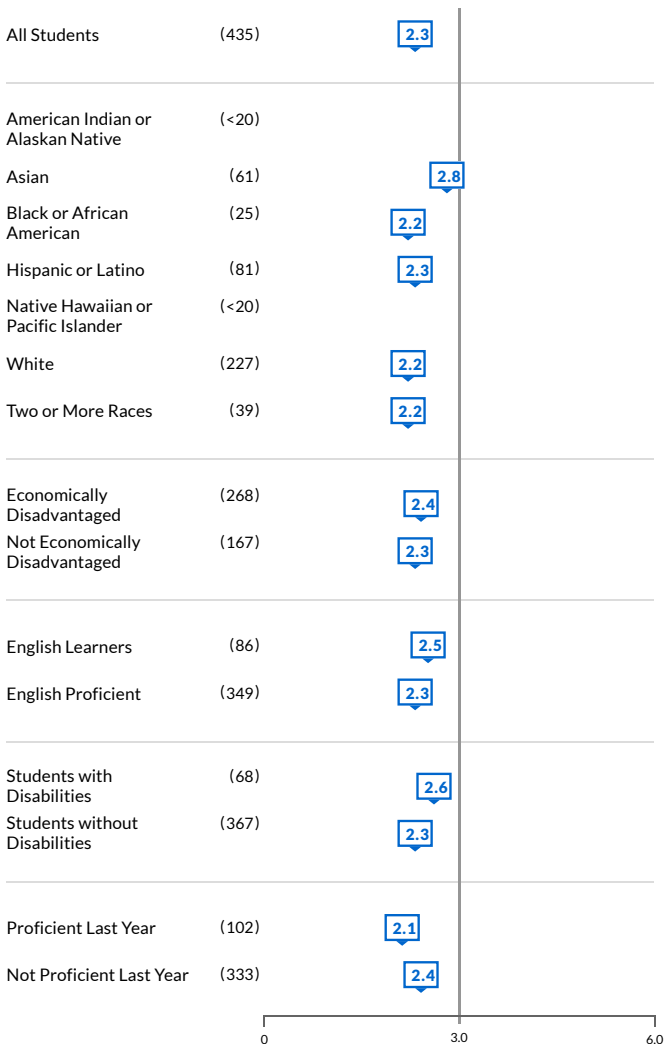 All Students (435) 2.3
American Indian or (<20)
Alaskan Native
Asian (61) 2.8
Black or African (25) 2.2
American
Hispanic or Latino (81) 2.3
Native Hawaiian or (<20)
Pacific Islander
White (227) 2.2
Two or More Races (39) 2.2
Economically (268) 2.4
Disadvantaged
Not Economically (167) 2.3
Disadvantaged
English Learners (86) 2.5
English Proficient (349) 2.3
Students with (68) 2.6
Disabilities
Students without (367) 2.3
Disabilities
Proficient Last Year (102) 2.1
Not Proficient Last Year (333) 2.4
0 3.0 6.0